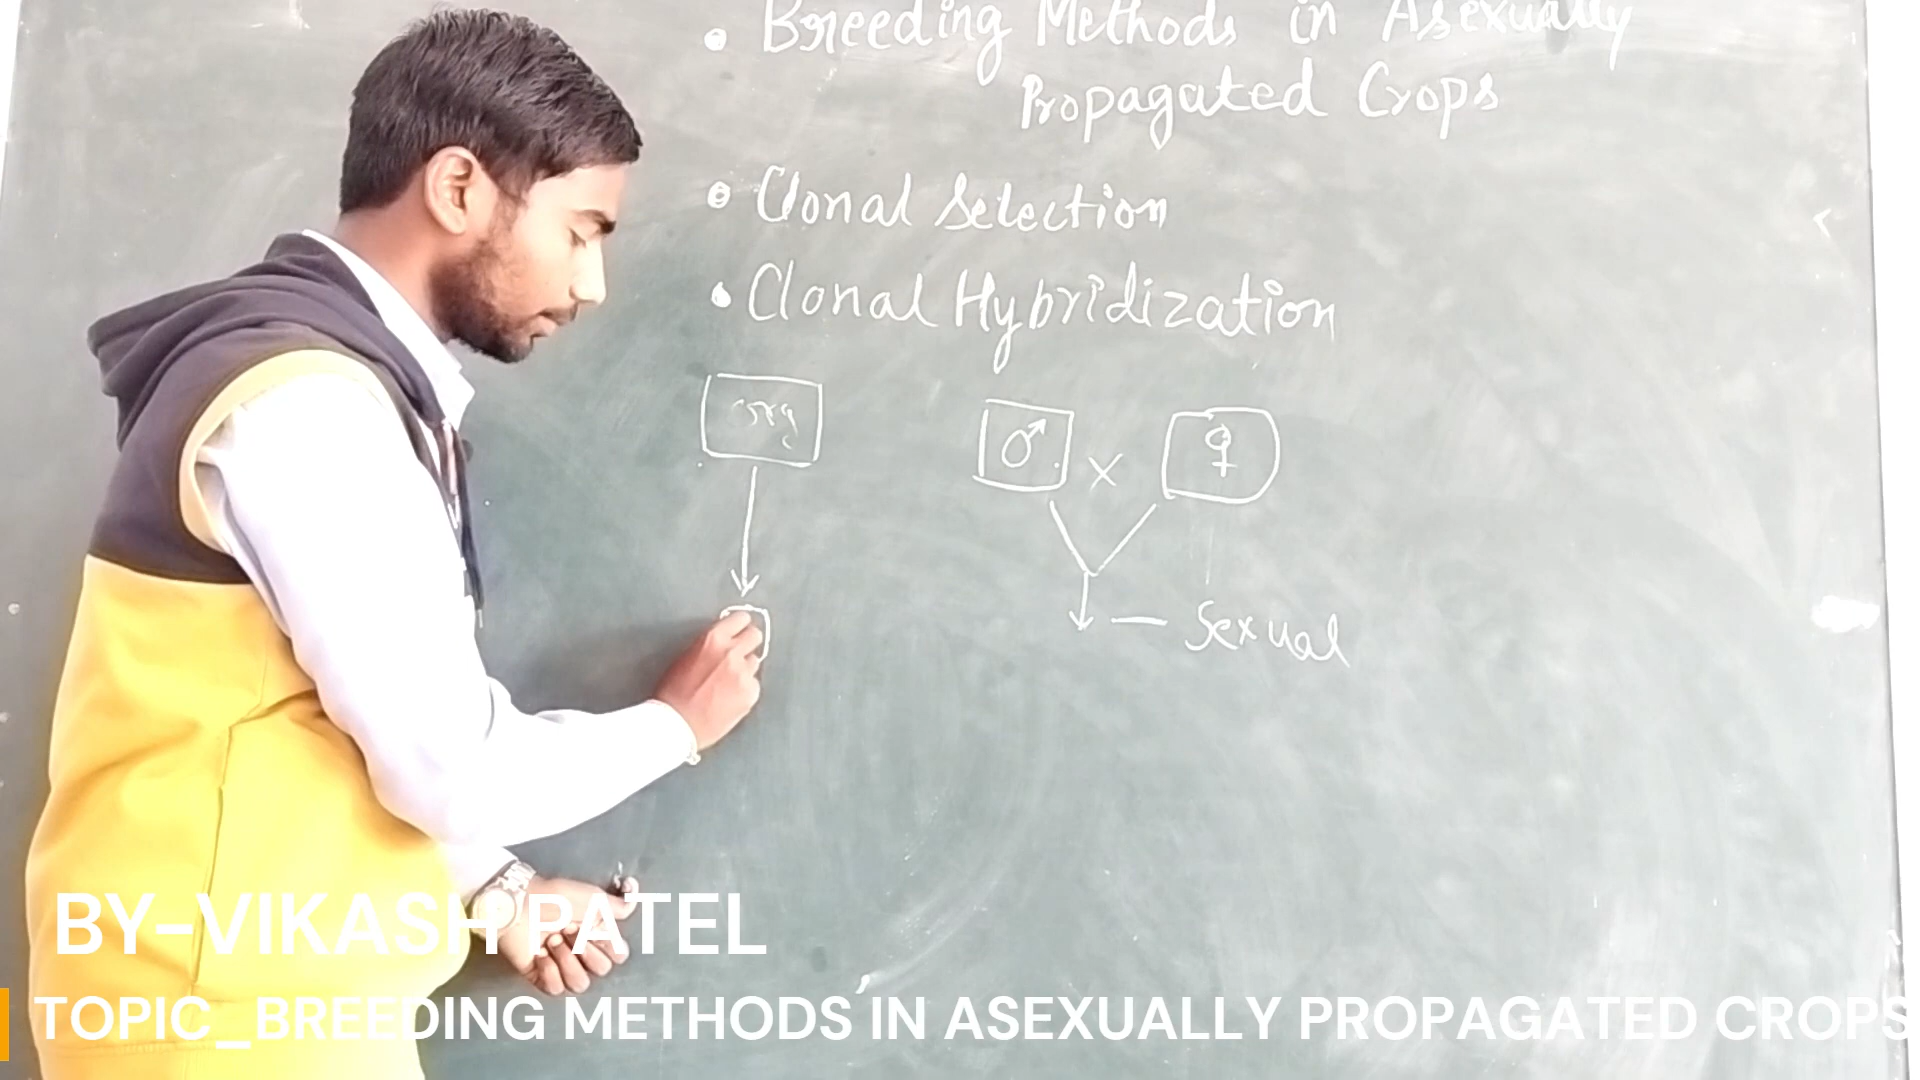 • Breeding Methods in Asexually
Propagated Crops
• Clonal Selection
• Clonal Hybridization
org
♂ × ♀
Sexual
BY-VIKASH PATEL
TOPIC_BREEDING METHODS IN ASEXUALLY PROPAGATED CROPS